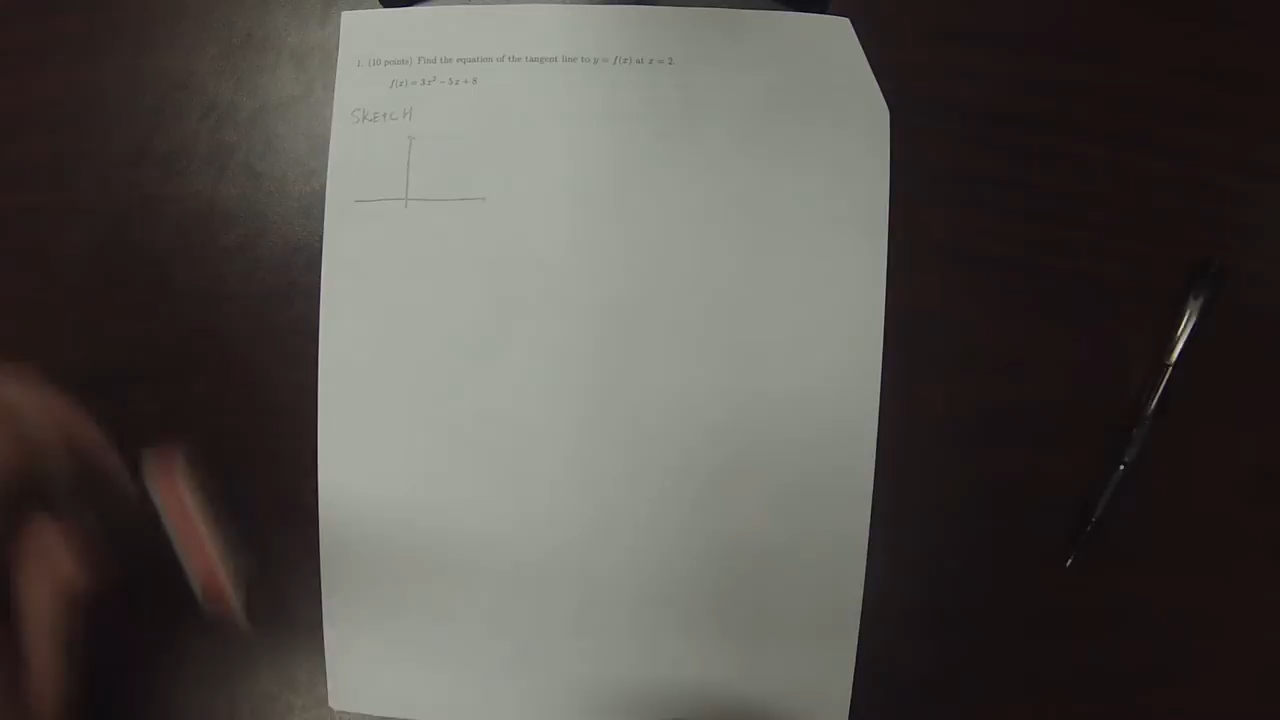 1. (10 points) Find the equation of the tangent line to y = f(x) at x = 2.
f(x) = 3x² − 5x + 8
SKETCH